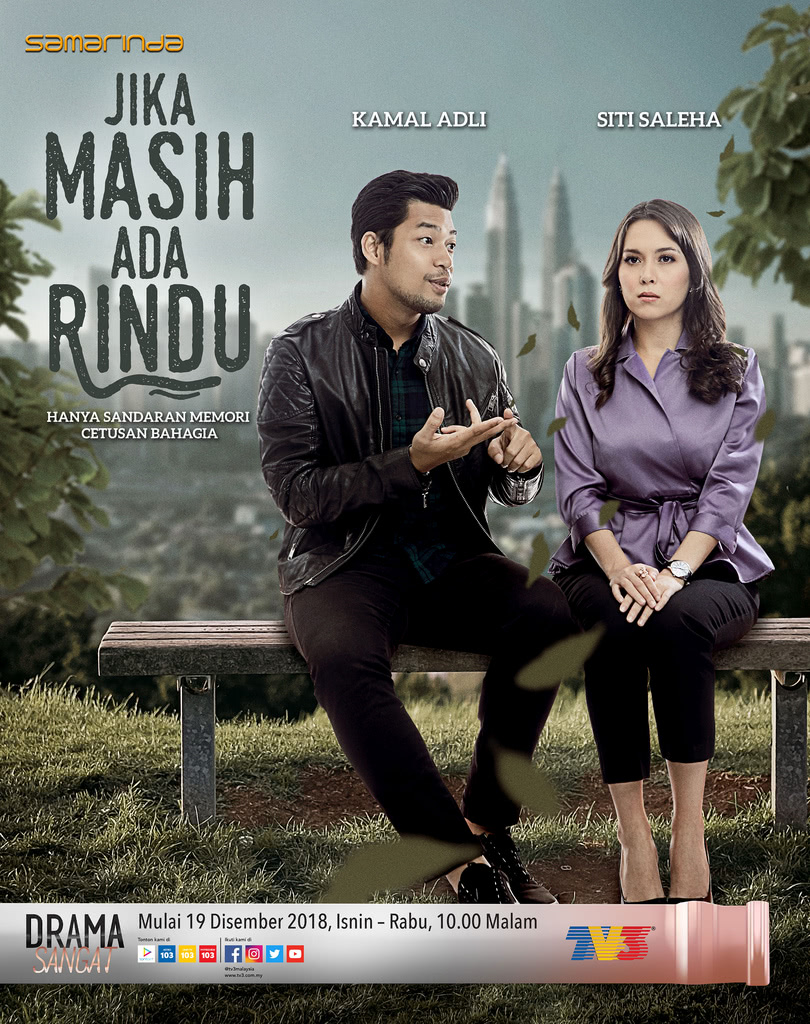 samarinda
JIKA
MASIH
ADA
RINDU
HANYA SANDARAN MEMORI
CETUSAN BAHAGIA
KAMAL ADLI
SITI SALEHA
DRAMA
SANGAT
Mulai 19 Disember 2018, Isnin – Rabu, 10.00 Malam
Tonton kami di
103
103
103
Ikuti kami di
@tv3malaysia
www.tv3.com.my
TV3